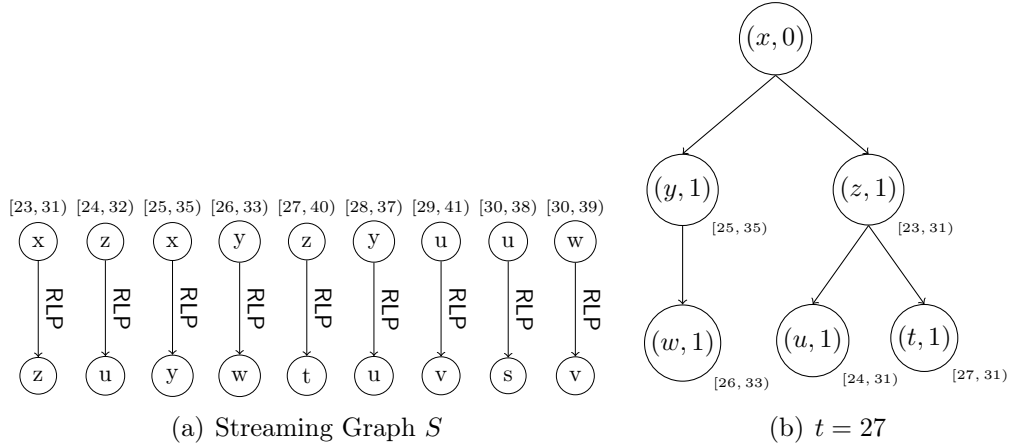 [23, 31) [24, 32) [25, 35) [26, 33) [27, 40) [28, 37) [29, 41) [30, 38) [30, 39)
x z x y z y u u w
RLP RLP RLP RLP RLP RLP RLP RLP RLP
z u y w t u v s v
(a) Streaming Graph S
(x, 0)
(y, 1) (z, 1)
[25, 35) [23, 31)
(w, 1) (u, 1) (t, 1)
[26, 33) [24, 31) [27, 31)
(b) t = 27